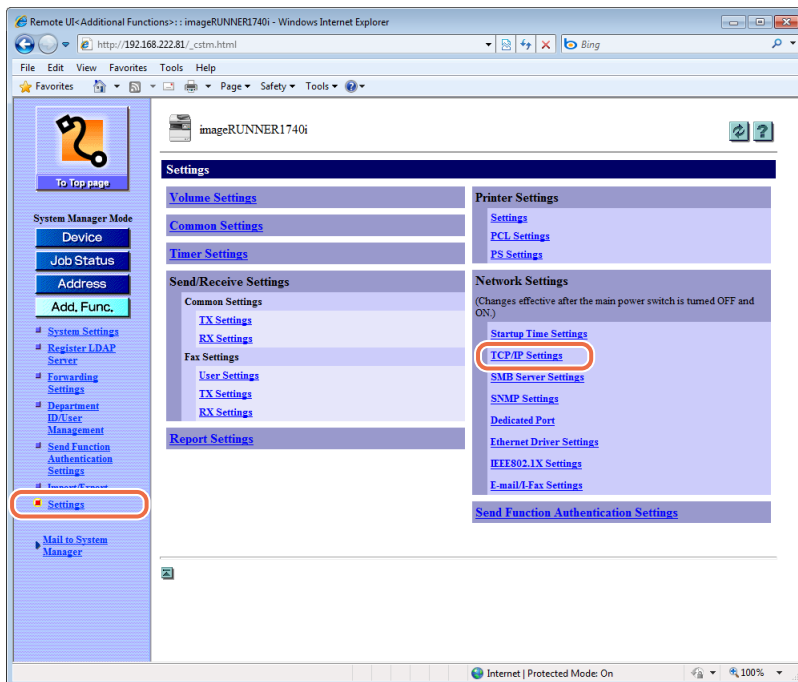 Remote UI<Additional Functions>: : imageRUNNER1740i - Windows Internet Explorer
http://192.168.222.81/_cstm.html
Bing
File Edit View Favorites Tools Help
Favorites Page Safety Tools
To Top page
System Manager Mode
Device
Job Status
Address
Add. Func.
System Settings
Register LDAP
Server
Forwarding
Settings
Department
ID/User
Management
Send Function
Authentication
Settings
Import/Export
Settings
Mail to System
Manager
imageRUNNER1740i
Settings
Volume Settings
Common Settings
Timer Settings
Send/Receive Settings
Common Settings
TX Settings
RX Settings
Fax Settings
User Settings
TX Settings
RX Settings
Report Settings
Printer Settings
Settings
PCL Settings
PS Settings
Network Settings
(Changes effective after the main power switch is turned OFF and
ON.)
Startup Time Settings
TCP/IP Settings
SMB Server Settings
SNMP Settings
Dedicated Port
Ethernet Driver Settings
IEEE802.1X Settings
E-mail/I-Fax Settings
Send Function Authentication Settings
Internet | Protected Mode: On
100%